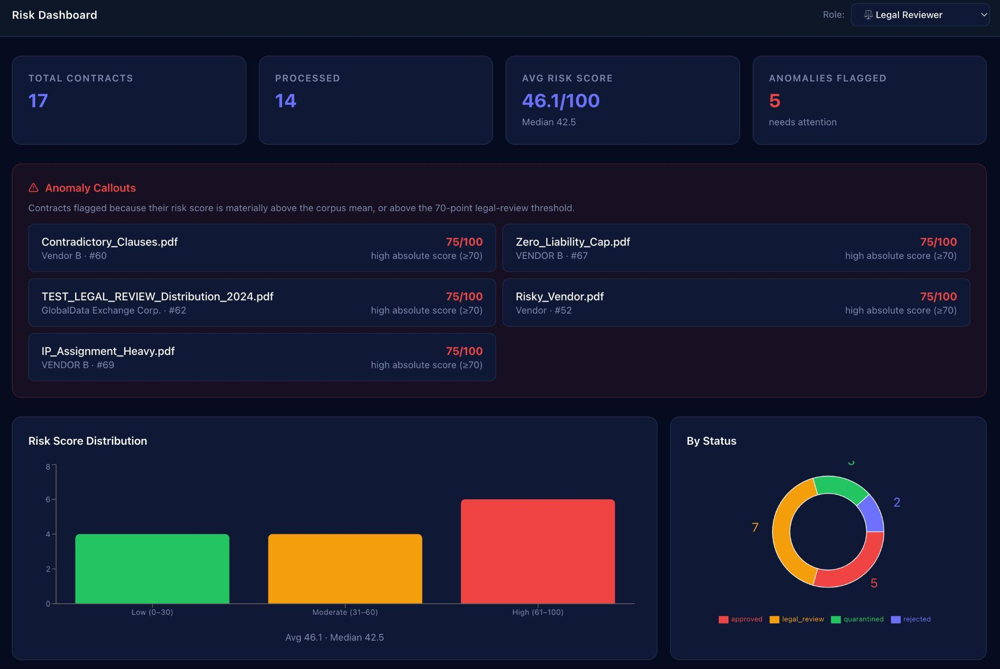 Risk Dashboard
Role: ⚖ Legal Reviewer
TOTAL CONTRACTS
17
PROCESSED
14
AVG RISK SCORE
46.1/100
Median 42.5
ANOMALIES FLAGGED
5
needs attention
Anomaly Callouts
Contracts flagged because their risk score is materially above the corpus mean, or above the 70-point legal-review threshold.
Contradictory_Clauses.pdf 75/100
Vendor B · #60 high absolute score (≥70)
Zero_Liability_Cap.pdf 75/100
VENDOR B · #67 high absolute score (≥70)
TEST_LEGAL_REVIEW_Distribution_2024.pdf 75/100
GlobalData Exchange Corp. · #62 high absolute score (≥70)
Risky_Vendor.pdf 75/100
Vendor · #52 high absolute score (≥70)
IP_Assignment_Heavy.pdf 75/100
VENDOR B · #69 high absolute score (≥70)
Risk Score Distribution
8
6
4
2
0
Low (0–30) Moderate (31–60) High (61–100)
Avg 46.1 · Median 42.5
By Status
2
7
5
approved legal_review quarantined rejected